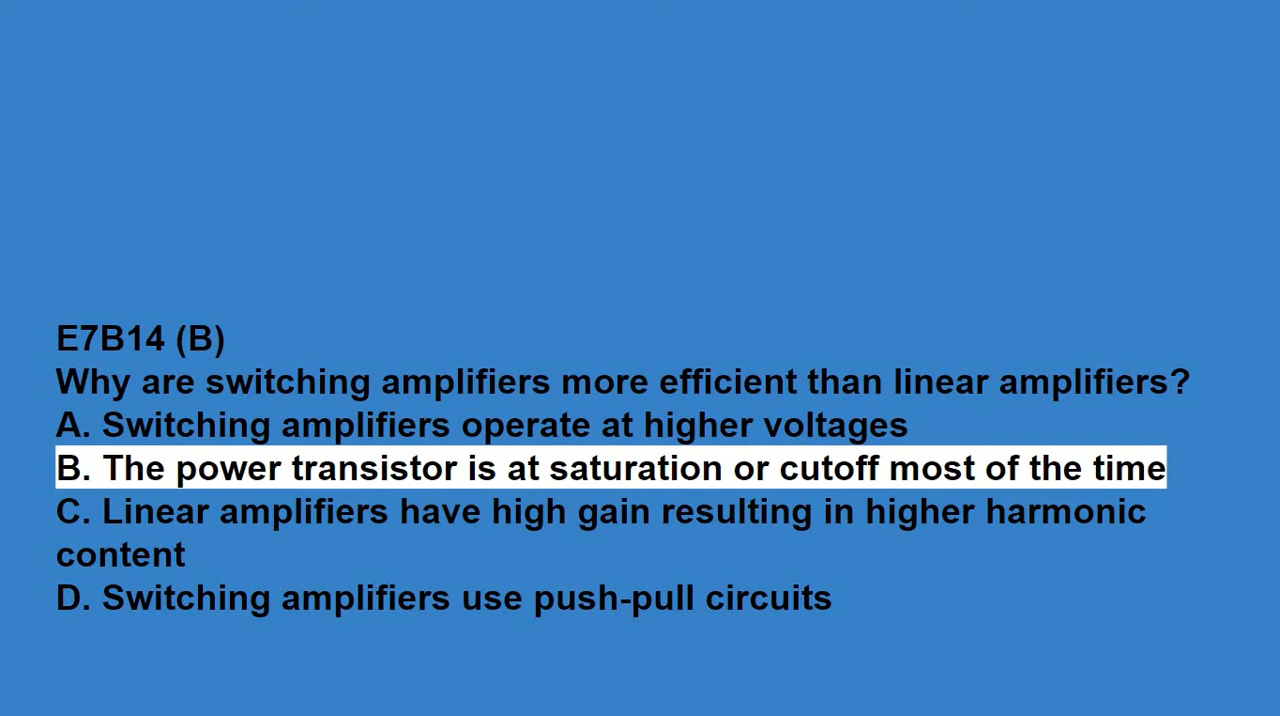 E7B14 (B)
Why are switching amplifiers more efficient than linear amplifiers?
A. Switching amplifiers operate at higher voltages
B. The power transistor is at saturation or cutoff most of the time
C. Linear amplifiers have high gain resulting in higher harmonic
content
D. Switching amplifiers use push-pull circuits